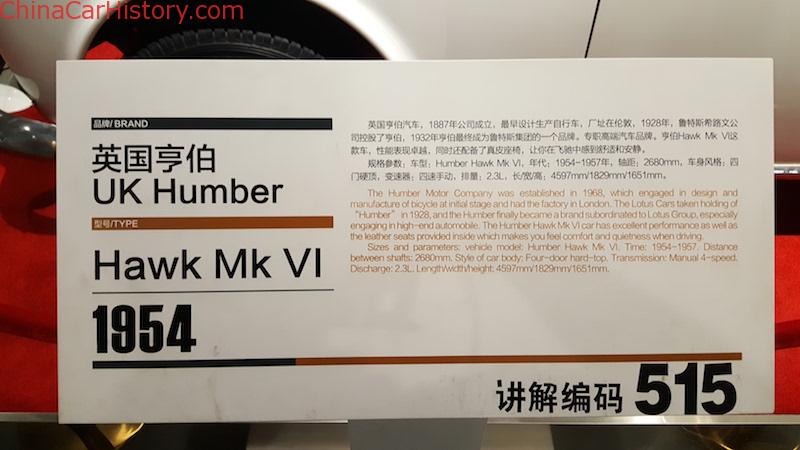 ChinaCarHistory.com
品牌/ BRAND
英国亨伯
UK Humber
型号/TYPE
Hawk Mk VI
1954
英国亨伯汽车，1887年公司成立，最早设计生产自行车，厂址在伦敦，1928年，鲁特斯希路文公
司控股了亨伯，1932年亨伯最终成为鲁特斯集团的一个品牌。专职高端汽车品牌。亨伯Hawk Mk VI这
款车，性能表现卓越，同时还配备了真皮座椅，让你在飞驰中感到舒适和安静。
规格参数：车型：Humber Hawk Mk VI，年代：1954-1957年，轴距：2680mm，车身风格：四
门硬顶，变速器：四速手动，排量：2.3L，长/宽/高：4597mm/1829mm/1651mm。
The Humber Motor Company was established in 1968, which engaged in design and
manufacture of bicycle at initial stage and had the factory in London. The Lotus Cars taken holding of
“Humber” in 1928, and the Humber finally became a brand subordinated to Lotus Group, especially
engaging in high-end automobile. The Humber Hawk Mk VI car has excellent performance as well as
the leather seats provided inside which makes you feel comfort and quietness when driving.
Sizes and parameters: vehicle model: Humber Hawk Mk VI. Time: 1954-1957. Distance
between shafts: 2680mm. Style of car body: Four-door hard-top. Transmission: Manual 4-speed.
Discharge: 2.3L. Length/width/height: 4597mm/1829mm/1651mm.
讲解编码 515